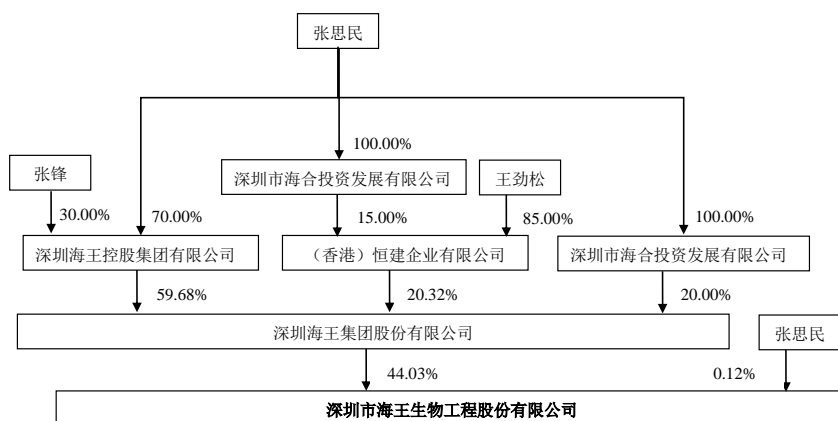 张思民
100.00%
张锋
深圳市海合投资发展有限公司
王劲松
30.00%
70.00%
15.00%
85.00%
100.00%
深圳海王控股集团有限公司
（香港）恒建企业有限公司
深圳市海合投资发展有限公司
59.68%
20.32%
20.00%
深圳海王集团股份有限公司
张思民
44.03%
0.12%
深圳市海王生物工程股份有限公司